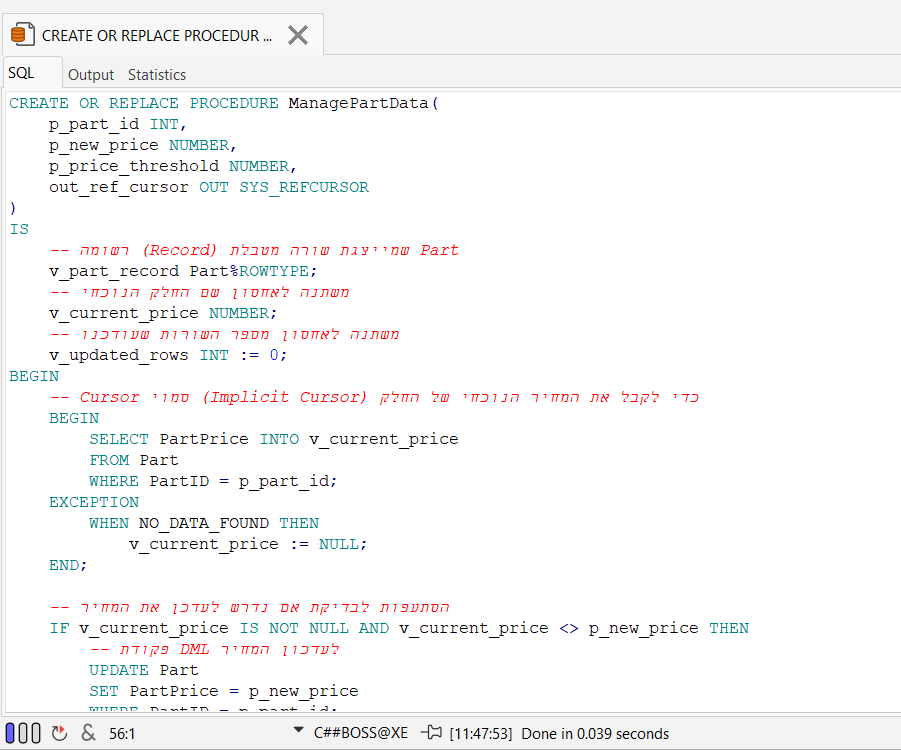 CREATE OR REPLACE PROCEDUR ...
SQL Output Statistics
CREATE OR REPLACE PROCEDURE ManagePartData(
p_part_id INT,
p_new_price NUMBER,
p_price_threshold NUMBER,
out_ref_cursor OUT SYS_REFCURSOR
)
IS
-- רשומה (Record) שמייצגת שורה מטבלת Part
v_part_record Part%ROWTYPE;
-- משתנה לאחסון שם החלק הנוכחי
v_current_price NUMBER;
-- משתנה לאחסון מספר השורות שעודכנו
v_updated_rows INT := 0;
BEGIN
-- Cursor סמוי (Implicit Cursor) כדי לקבל את המחיר הנוכחי של החלק
BEGIN
SELECT PartPrice INTO v_current_price
FROM Part
WHERE PartID = p_part_id;
EXCEPTION
WHEN NO_DATA_FOUND THEN
v_current_price := NULL;
END;
-- הסתעפות לבדיקת אם נדרש לעדכן את המחיר
IF v_current_price IS NOT NULL AND v_current_price <> p_new_price THEN
-- פקודת DML לעדכון המחיר
UPDATE Part
SET PartPrice = p_new_price
WHERE PartID = p_part_id;
& 56:1 C##BOSS@XE [11:47:53] Done in 0.039 seconds